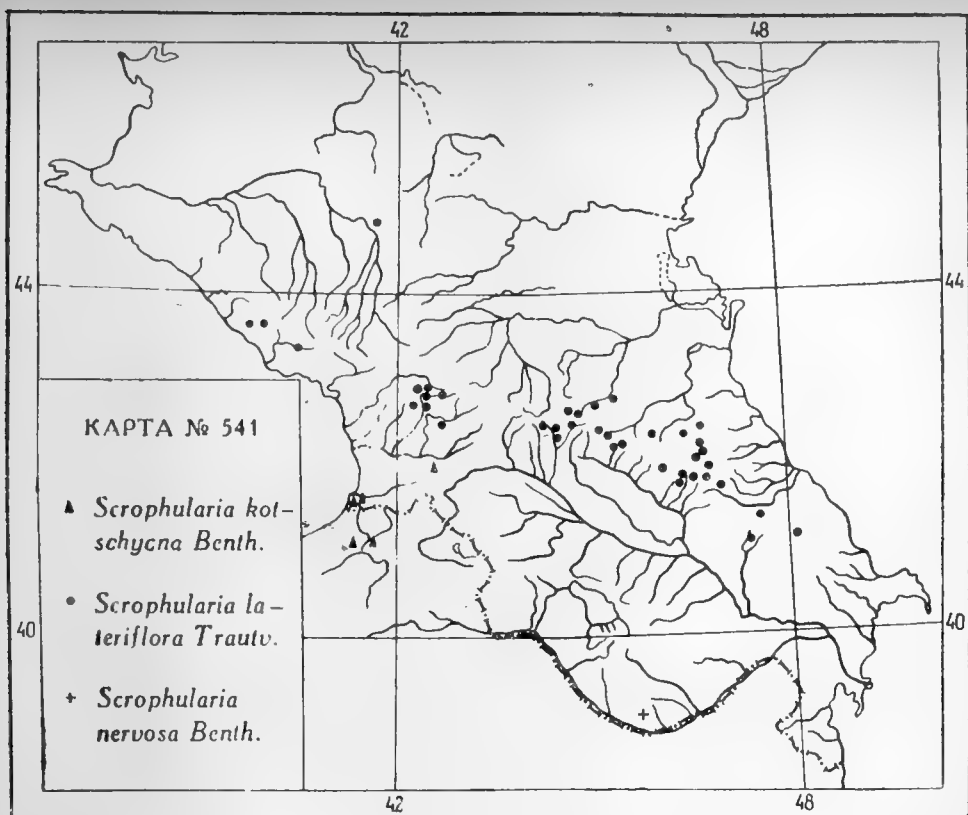 42 48
44 44
КАРТА № 541
Scrophularia kot-
schyana Benth.
Scrophularia la-
teriflora Trautv.
40 40
Scrophularia
nervosa Benth.
42 48